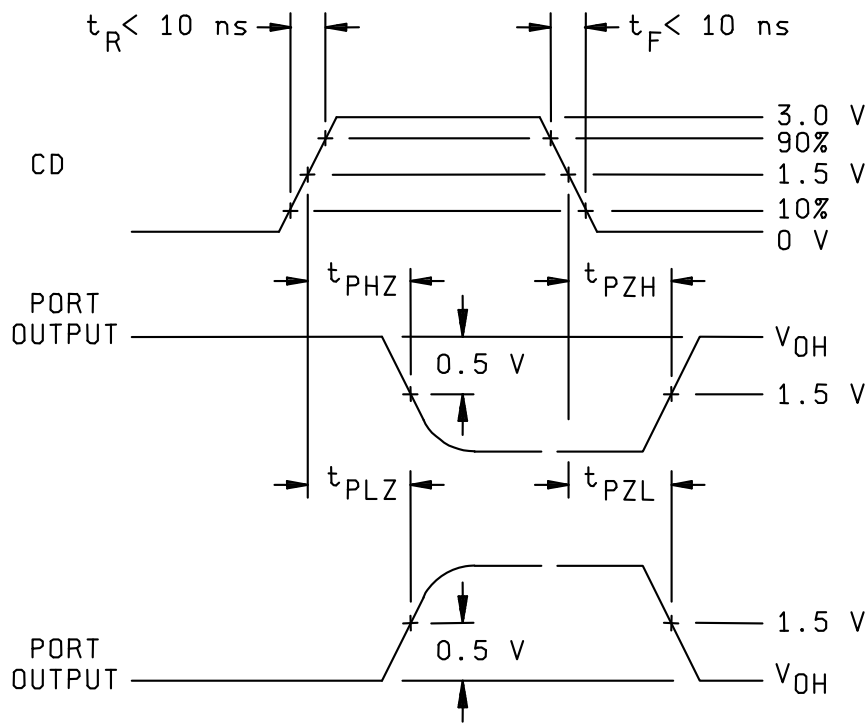 tR< 10 ns
tF< 10 ns
3.0 V
90%
CD
1.5 V
10%
0 V
tPHZ
tPZH
PORT
OUTPUT
VOH
0.5 V
1.5 V
tPLZ
tPZL
1.5 V
PORT
OUTPUT
0.5 V
VOH